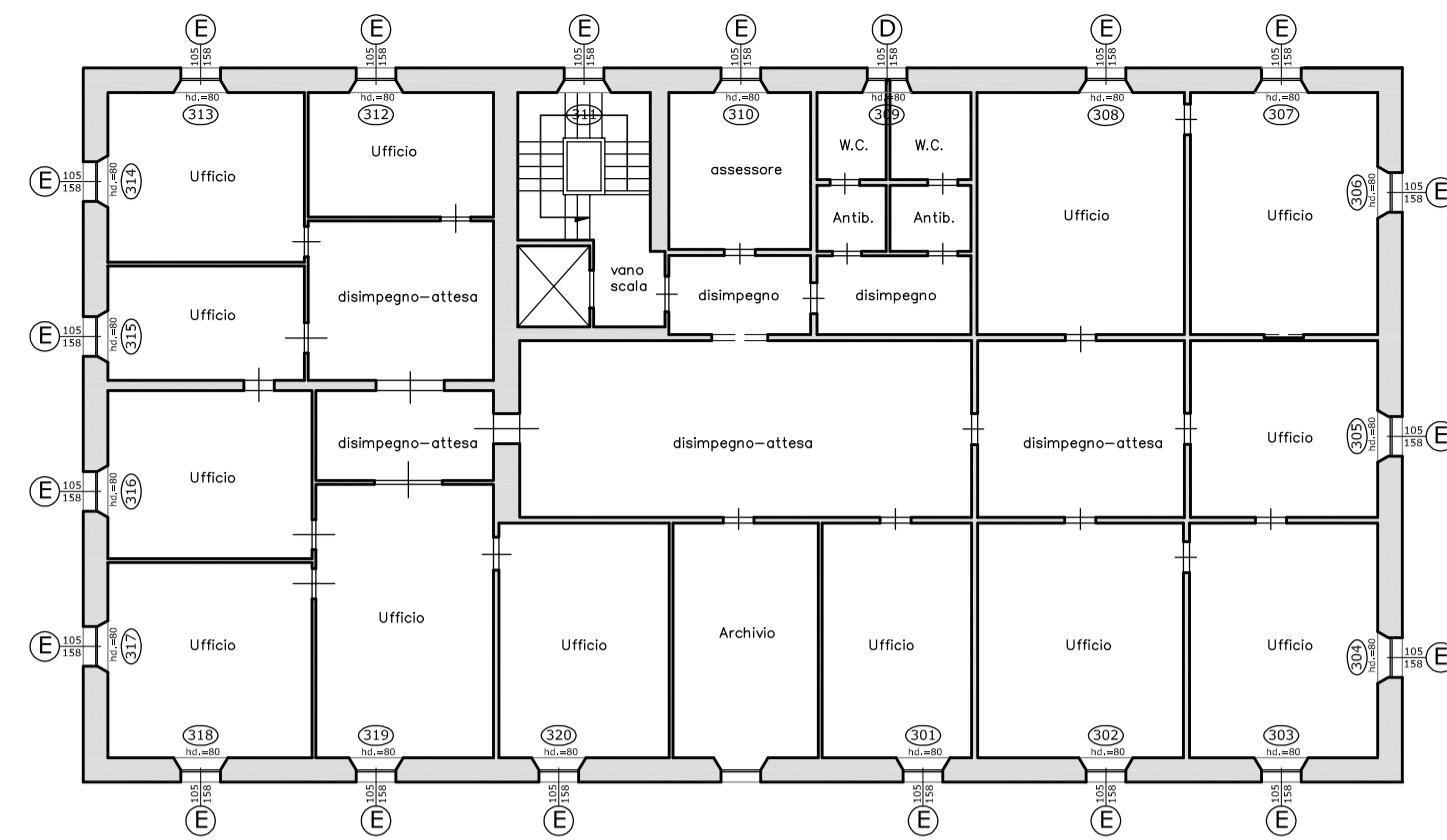 E E E E D E E
105 158 105 158 105 158 105 158 105 158 105 158 105 158
hd.=80 hd.=80 hd.=80 hd.=80 hd.=80 hd.=80
313 312 311 310 309 308 307
Ufficio W.C. W.C.
assessore
E 105 158 hd.=80 314 Ufficio 306 hd.=80 105 158 E
Antib. Antib. Ufficio Ufficio
vano
scala
disimpegno-attesa disimpegno disimpegno
E 105 158 hd.=80 315 Ufficio
disimpegno-attesa disimpegno-attesa disimpegno-attesa Ufficio 305 hd.=80 105 158 E
E 105 158 hd.=80 316 Ufficio
Ufficio Archivio
E 105 158 hd.=80 317 Ufficio Ufficio Ufficio Ufficio Ufficio 304 hd.=80 105 158 E
318 319 320 301 302 303
hd.=80 hd.=80 hd.=80 hd.=80 hd.=80 hd.=80
105 158 105 158 105 158 105 158 105 158 105 158
E E E E E E